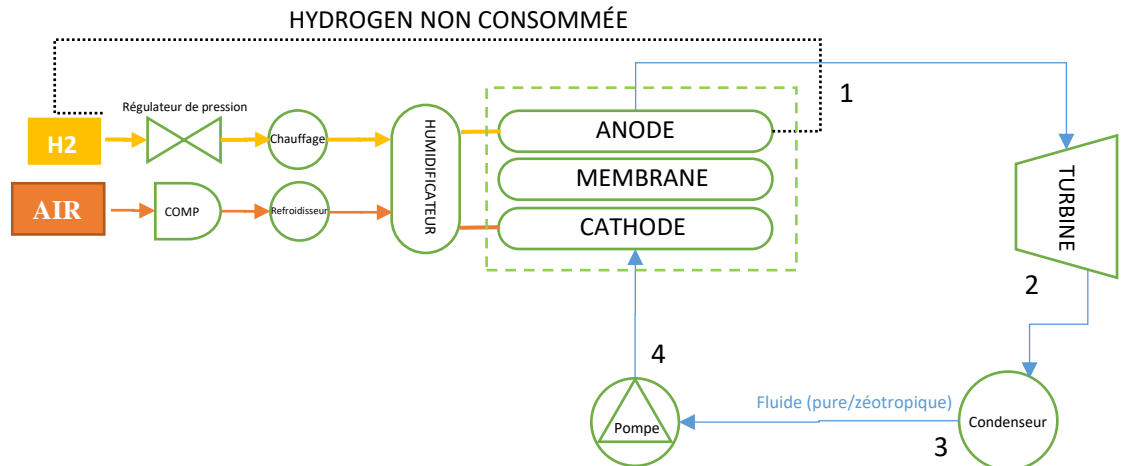 HYDROGEN NON CONSOMMÉE
Régulateur de pression
H2
Chauffage
HUMIDIFICATEUR
ANODE
1
MEMBRANE
AIR
COMP
Refroidisseur
CATHODE
TURBINE
2
4
Pompe
Fluide (pure/zéotropique)
3
Condenseur